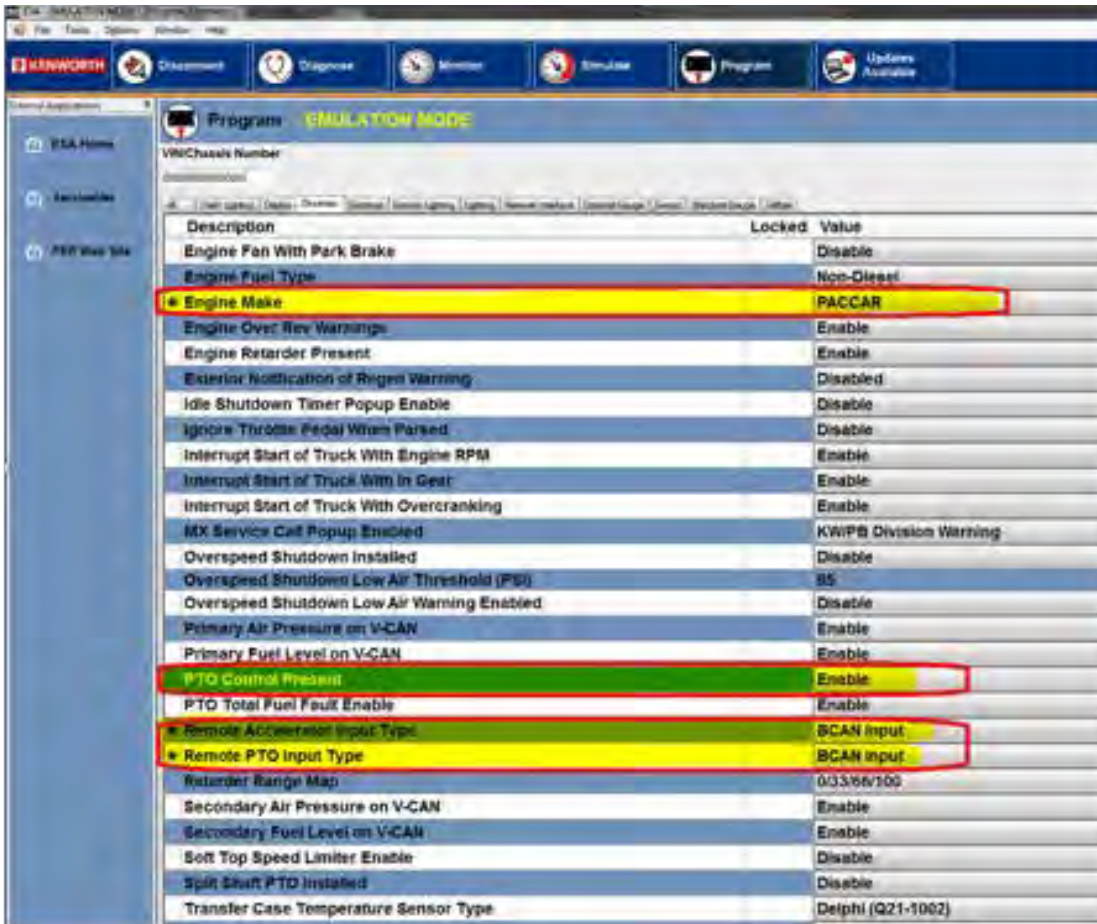 File Tools Options Window Help
KENWORTH Disconnect Diagnose Monitor Simulate Program Updates Available
Program EMULATION MODE
ESA Home
VIN/Chassis Number
Description Locked Value
Engine Fan With Park Brake Disable
Engine Fuel Type Non-Diesel
* Engine Make PACCAR
Engine Over Rev Warnings Enable
Engine Retarder Present Enable
Exterior Notification of Regen Warning Disabled
Idle Shutdown Timer Popup Enable Disable
Ignore Throttle Pedal When Parked Disable
Interrupt Start of Truck With Engine RPM Enable
Interrupt Start of Truck With In Gear Enable
Interrupt Start of Truck With Overcranking Enable
MX Service Call Popup Enabled KW/PB Division Warning
Overspeed Shutdown Installed Disable
Overspeed Shutdown Low Air Threshold (PSI) 65
Overspeed Shutdown Low Air Warning Enabled Disable
Primary Air Pressure on V-CAN Enable
Primary Fuel Level on V-CAN Enable
PTO Control Present Enable
PTO Total Fuel Fault Enable Enable
* Remote Accelerator Input Type BCAN Input
* Remote PTO Input Type BCAN Input
Retarder Range Map 0/33/66/100
Secondary Air Pressure on V-CAN Enable
Secondary Fuel Level on V-CAN Enable
Soft Top Speed Limiter Enable Disable
Split Shaft PTO Installed Disable
Transfer Case Temperature Sensor Type Delphi (Q21-1002)